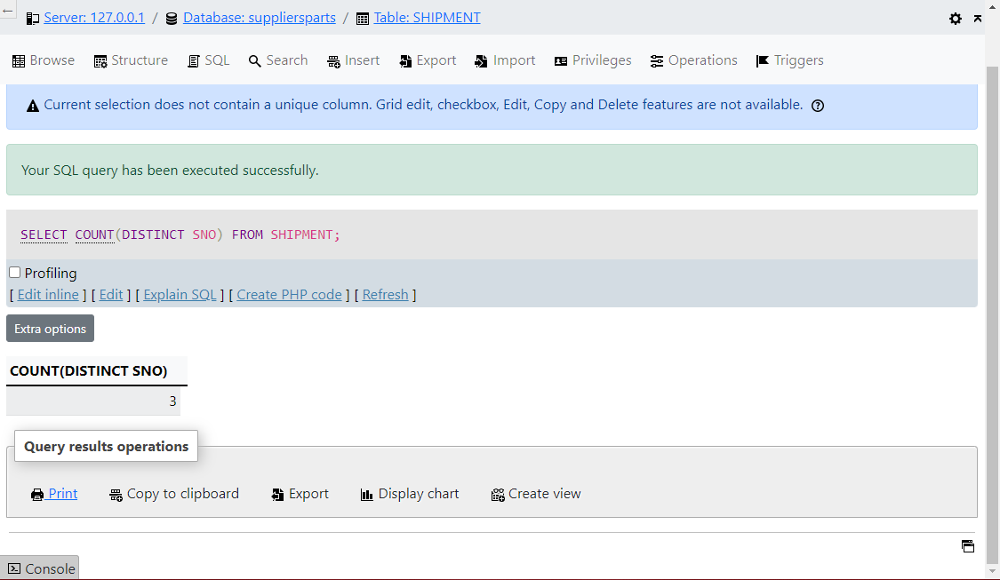 Server: 127.0.0.1 / Database: suppliersparts / Table: SHIPMENT
Browse Structure SQL Search Insert Export Import Privileges Operations Triggers
Current selection does not contain a unique column. Grid edit, checkbox, Edit, Copy and Delete features are not available.
Your SQL query has been executed successfully.
SELECT COUNT(DISTINCT SNO) FROM SHIPMENT;
Profiling
[ Edit inline ] [ Edit ] [ Explain SQL ] [ Create PHP code ] [ Refresh ]
Extra options
COUNT(DISTINCT SNO)
3
Query results operations
Print Copy to clipboard Export Display chart Create view
Console